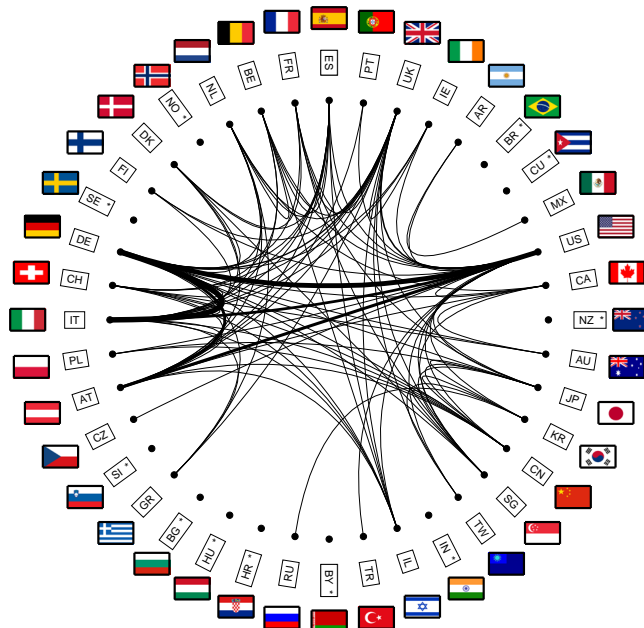 ES
PT
UK
IE
AR
BR *
CU *
MX
US
CA
NZ *
AU
JP
KR
CN
SG
TW
IN *
IL
TR
BY *
RU
HR *
HU *
BG *
GR
SI *
CZ
AT
PL
IT
CH
DE
SE *
FI
DK
NO *
NL
BE
FR